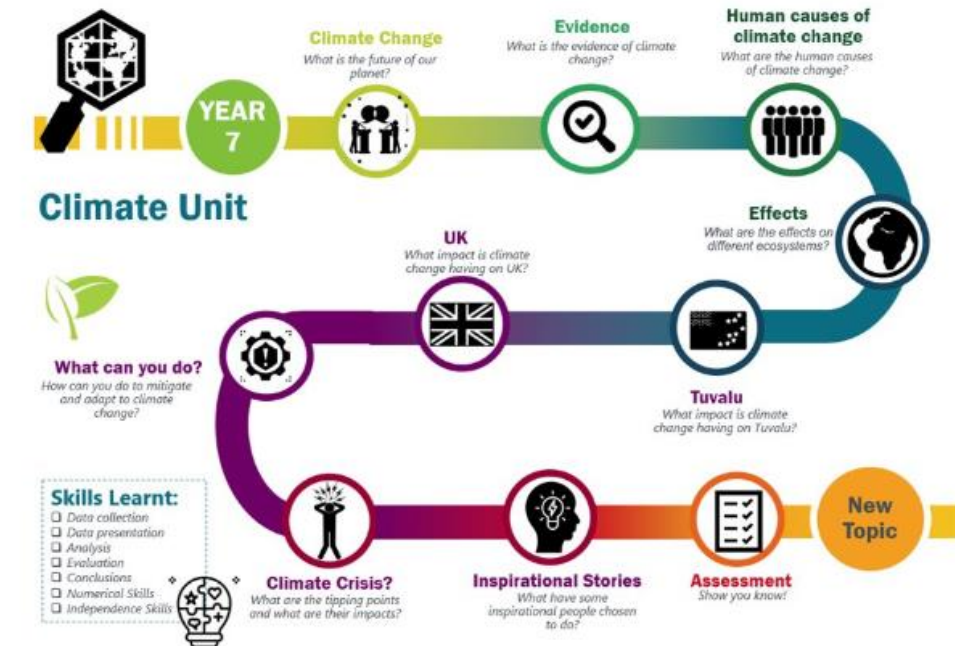 YEAR
7
Climate Change
What is the future of our
planet?
Evidence
What is the evidence of climate
change?
Human causes of
climate change
What are the human causes
of climate change?
Climate Unit
Effects
What are the effects on
different ecosystems?
UK
What impact is climate
change having on UK?
Tuvalu
What impact is climate
change having on Tuvalu?
What can you do?
How can you do to mitigate
and adapt to climate
change?
Skills Learnt:
Data collection
Data presentation
Analysis
Evaluation
Conclusions
Numerical Skills
Independence Skills
Climate Crisis?
What are the tipping points
and what are their impacts?
Inspirational Stories
What have some
inspirational people chosen
to do?
Assessment
Show you know!
New
Topic